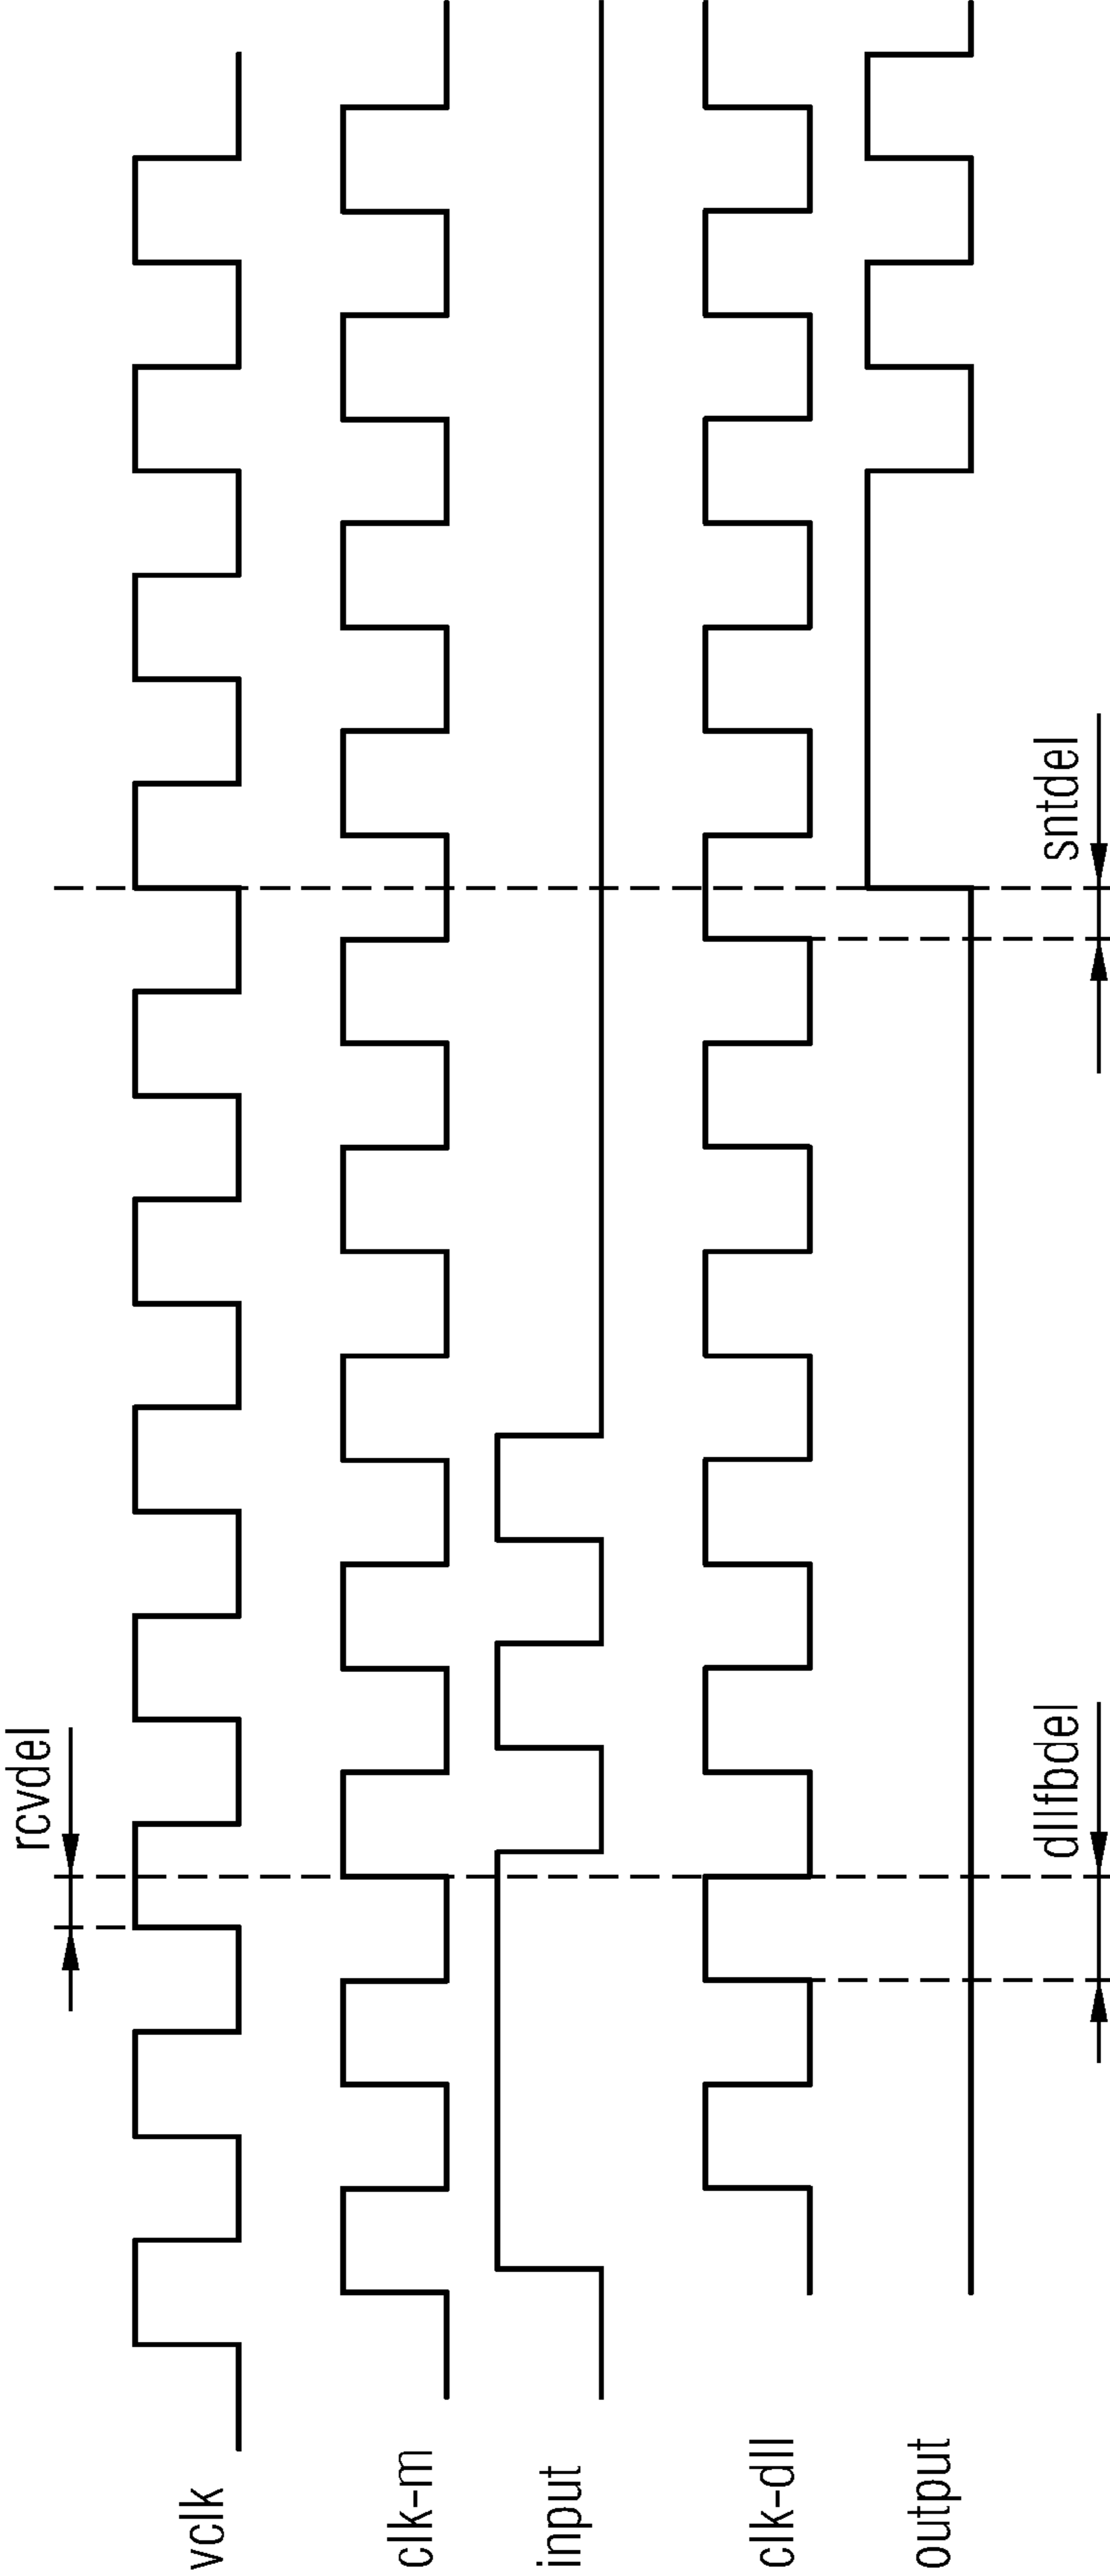 rcvdel
vclk
clk-m
input
clk-dll
output
dllfbdel
sntdel